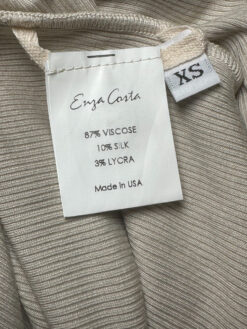 Enza Costa
87% VISCOSE
10% SILK
3% LYCRA
Made in USA
XS